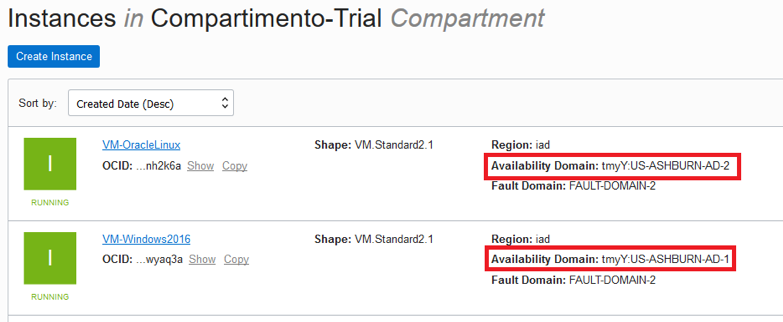 Instances in Compartimento-Trial Compartment
Create Instance
Sort by: Created Date (Desc)
I
VM-OracleLinux
OCID: ...nh2k6a Show Copy
RUNNING
Shape: VM.Standard2.1
Region: iad
Availability Domain: tmyY:US-ASHBURN-AD-2
Fault Domain: FAULT-DOMAIN-2
I
VM-Windows2016
OCID: ...wyaq3a Show Copy
RUNNING
Shape: VM.Standard2.1
Region: iad
Availability Domain: tmyY:US-ASHBURN-AD-1
Fault Domain: FAULT-DOMAIN-2